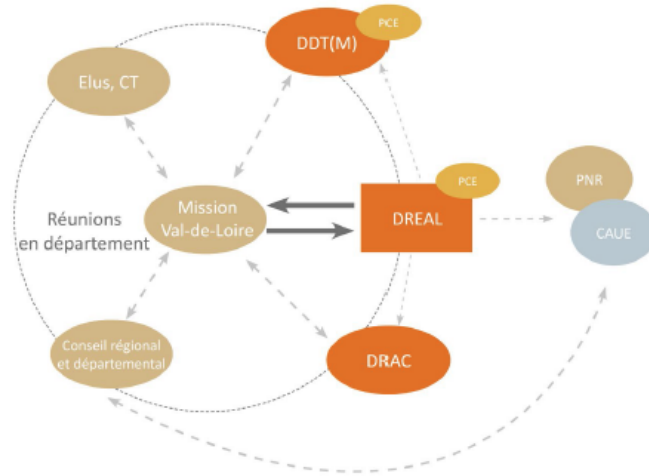 PCE
DDT(M)
Elus, CT
PCE
PNR
Mission
Val-de-Loire
DREAL
CAUE
Réunions
en département
Conseil régional
et départemental
DRAC